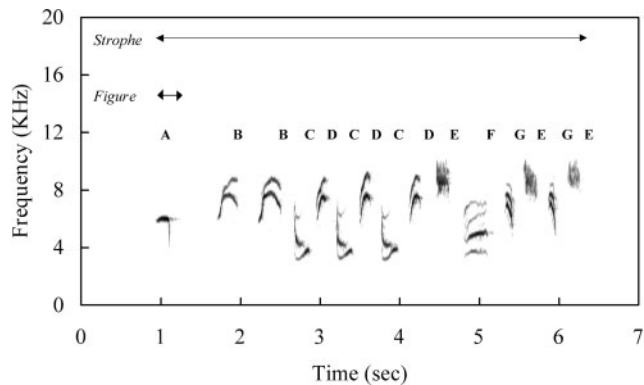 Frequency (KHz)
20
16
12
8
4
0
Strophe
Figure
A B B C D C D C D E F G E G E
0 1 2 3 4 5 6 7
Time (sec)